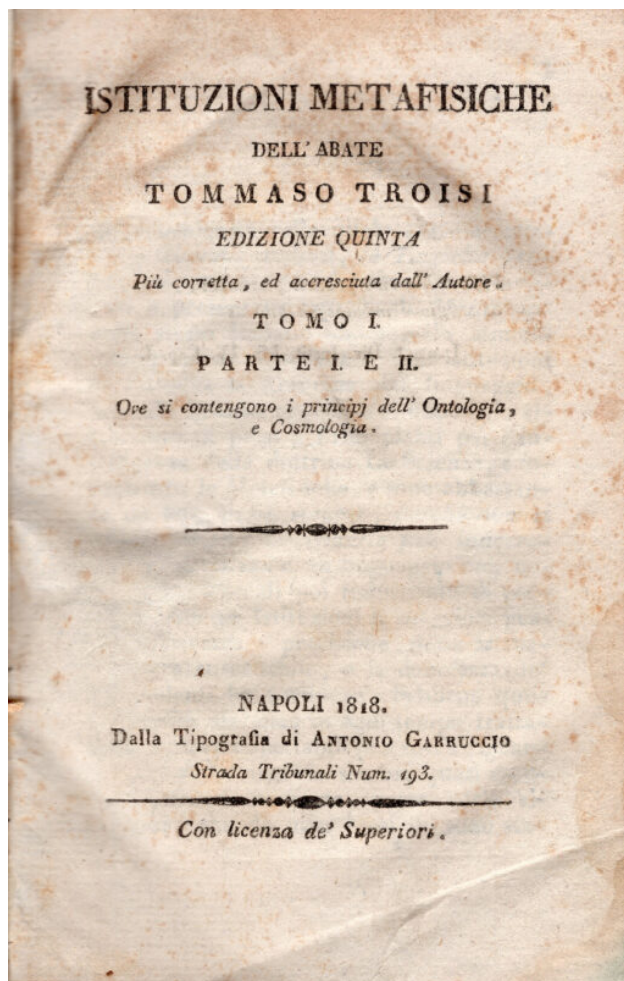 ISTITUZIONI METAFISICHE
DELL' ABATE
TOMMASO TROISI
EDIZIONE QUINTA
Più corretta, ed accresciuta dall' Autore.
TOMO I.
PARTE I. E II.
Ove si contengono i principj dell' Ontologia,
e Cosmologia.
NAPOLI 1818.
Dalla Tipografia di ANTONIO GARRUCCIO
Strada Tribunali Num. 193.
Con licenza de' Superiori.